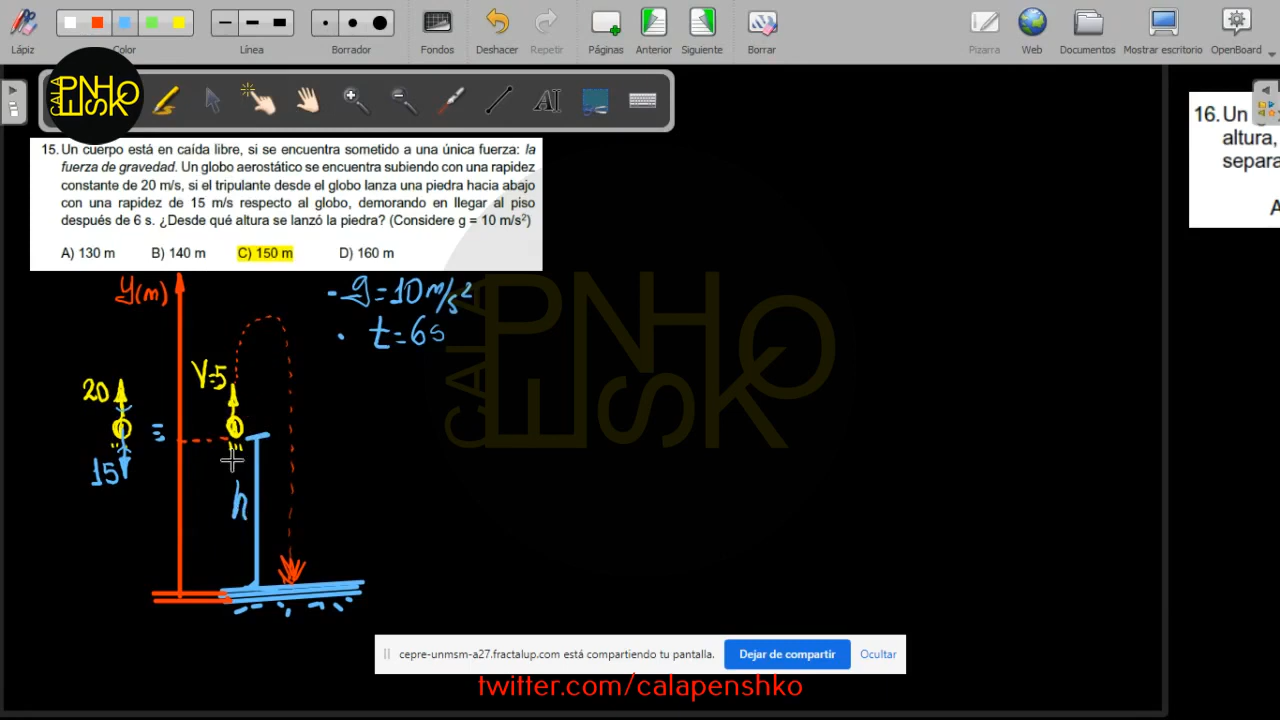 Lápiz
Color
Línea
Borrador
Fondos
Deshacer
Repetir
Páginas
Anterior
Siguiente
Borrar
Pizarra
Web
Documentos
Mostrar escritorio
OpenBoard
CALA
PNHO
ESK
15. Un cuerpo está en caída libre, si se encuentra sometido a una única fuerza: la
fuerza de gravedad. Un globo aerostático se encuentra subiendo con una rapidez
constante de 20 m/s, si el tripulante desde el globo lanza una piedra hacia abajo
con una rapidez de 15 m/s respecto al globo, demorando en llegar al piso
después de 6 s. ¿Desde qué altura se lanzó la piedra? (Considere g = 10 m/s²)
A) 130 m B) 140 m C) 150 m D) 160 m
16. Un
altura,
separa
A
y(m)
- g=10m/s²
• t=6s
V=5
20
15
h
CALA
PNHO
ESK
cepre-unmsm-a27.fractalup.com está compartiendo tu pantalla.
Dejar de compartir
Ocultar
twitter.com/calapenshko